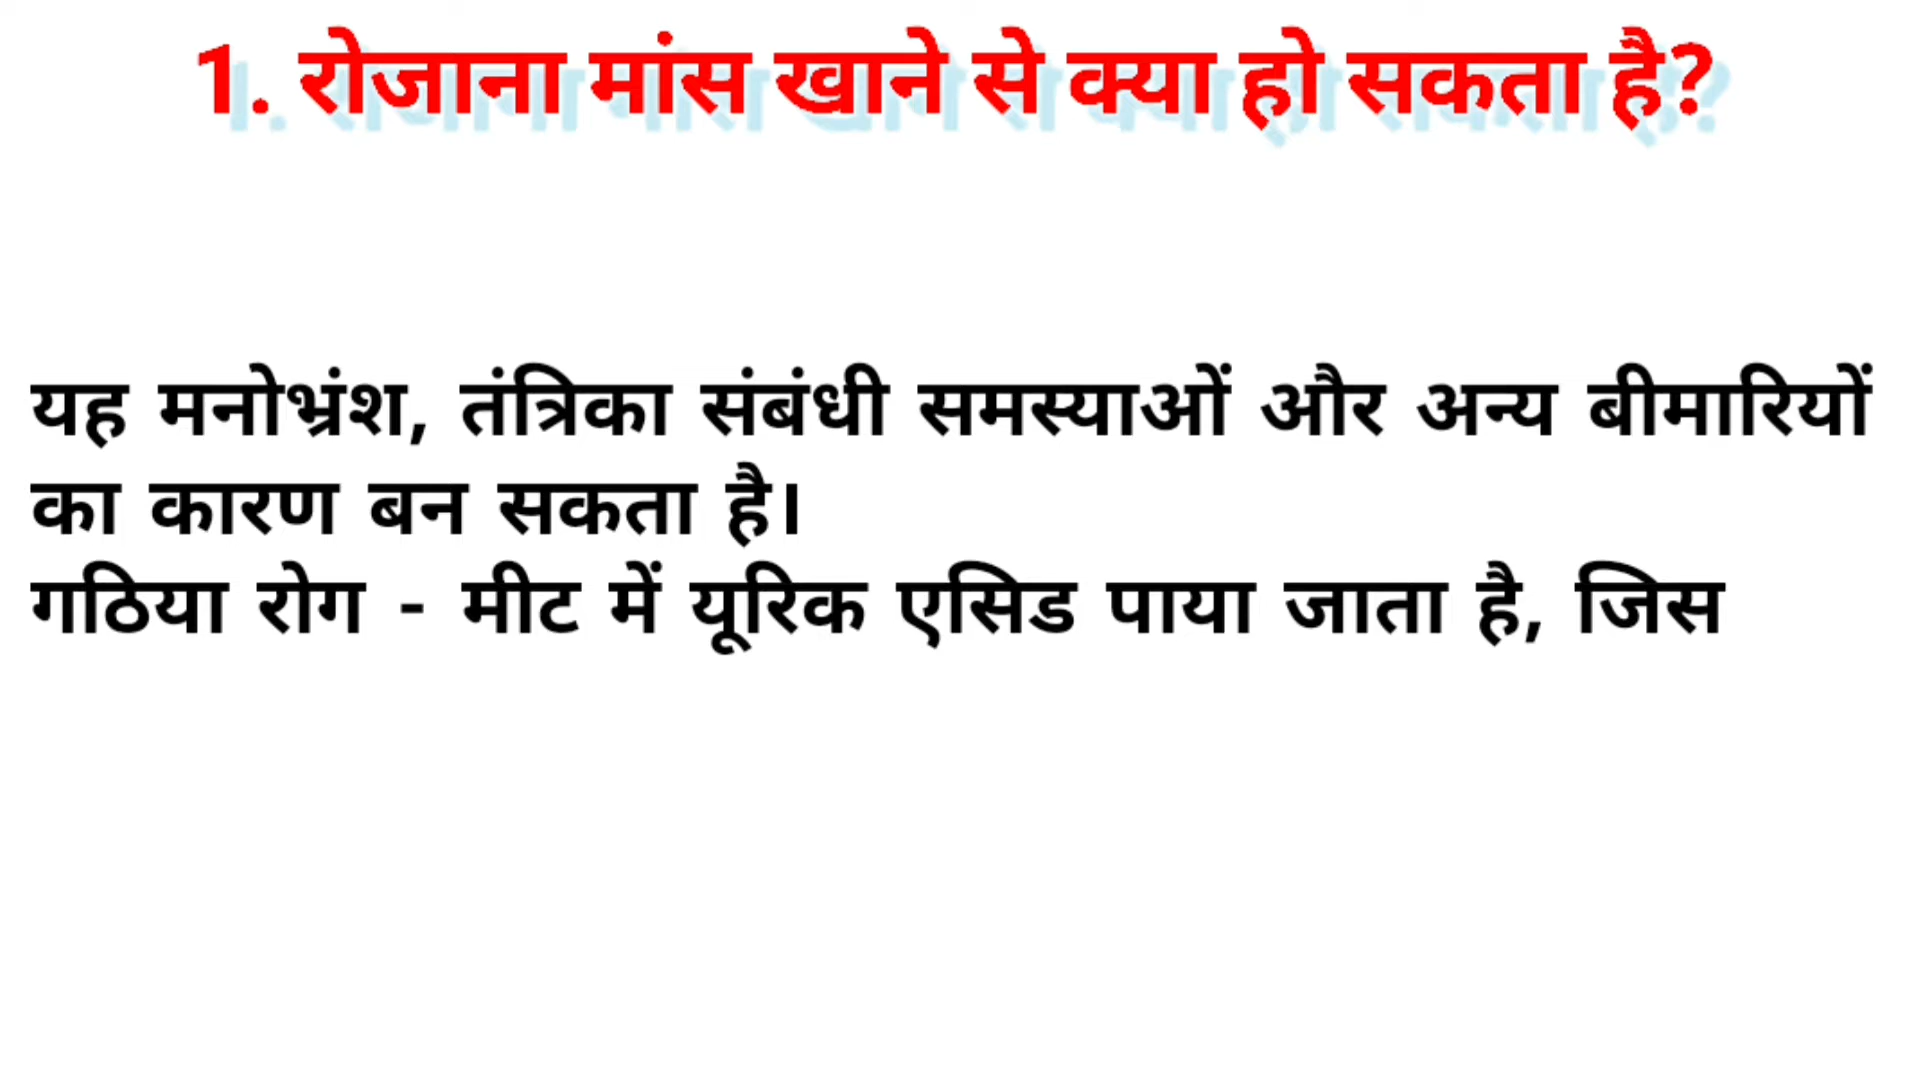 1. रोजाना मांस खाने से क्या हो सकता है?
यह मनोभ्रंश, तंत्रिका संबंधी समस्याओं और अन्य बीमारियों
का कारण बन सकता है।
गठिया रोग - मीट में यूरिक एसिड पाया जाता है, जिस